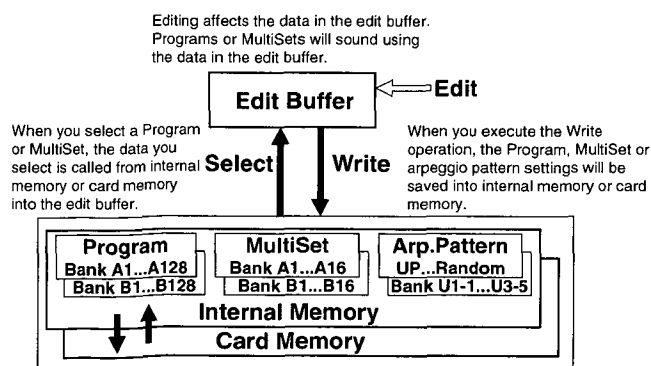 Editing affects the data in the edit buffer.
Programs or MultiSets will sound using
the data in the edit buffer.
Edit Buffer
Edit
When you select a Program
or MultiSet, the data you
select is called from internal
memory or card memory
into the edit buffer.
Select
Write
When you execute the Write
operation, the Program, MultiSet or
arpeggio pattern settings will be
saved into internal memory or card
memory.
Program
Bank A1...A128
Bank B1...B128
MultiSet
Bank A1...A16
Bank B1...B16
Arp.Pattern
UP...Random
Bank U1-1...U3-5
Internal Memory
Card Memory